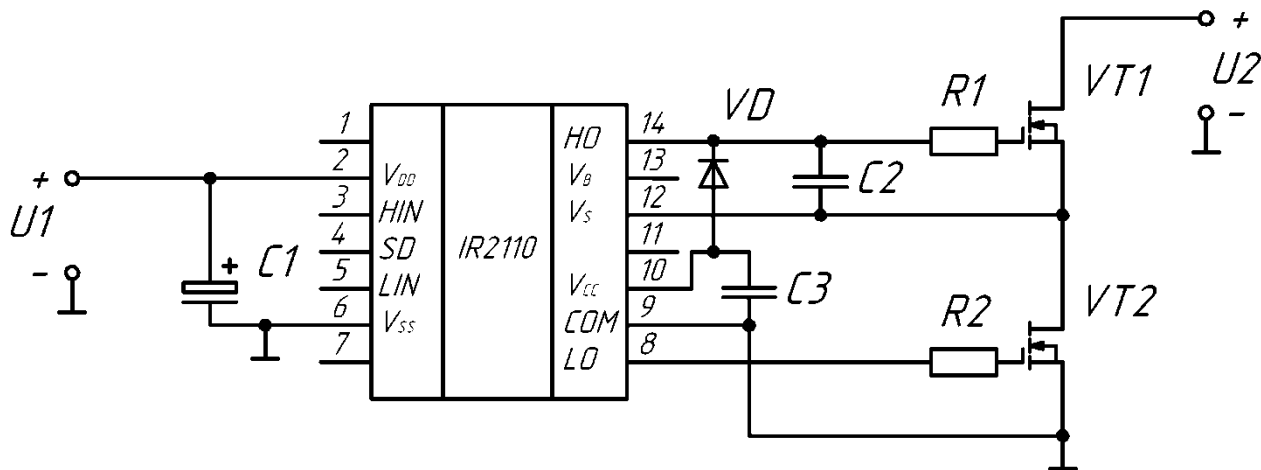 +
U1
-
C1
+
1
2
3
4
5
6
7
VDD
HIN
SD
LIN
VSS
IR2110
HO
VB
VS
VCC
COM
LO
14
13
12
11
10
9
8
VD
C2
C3
R1
R2
VT1
VT2
+
U2
-